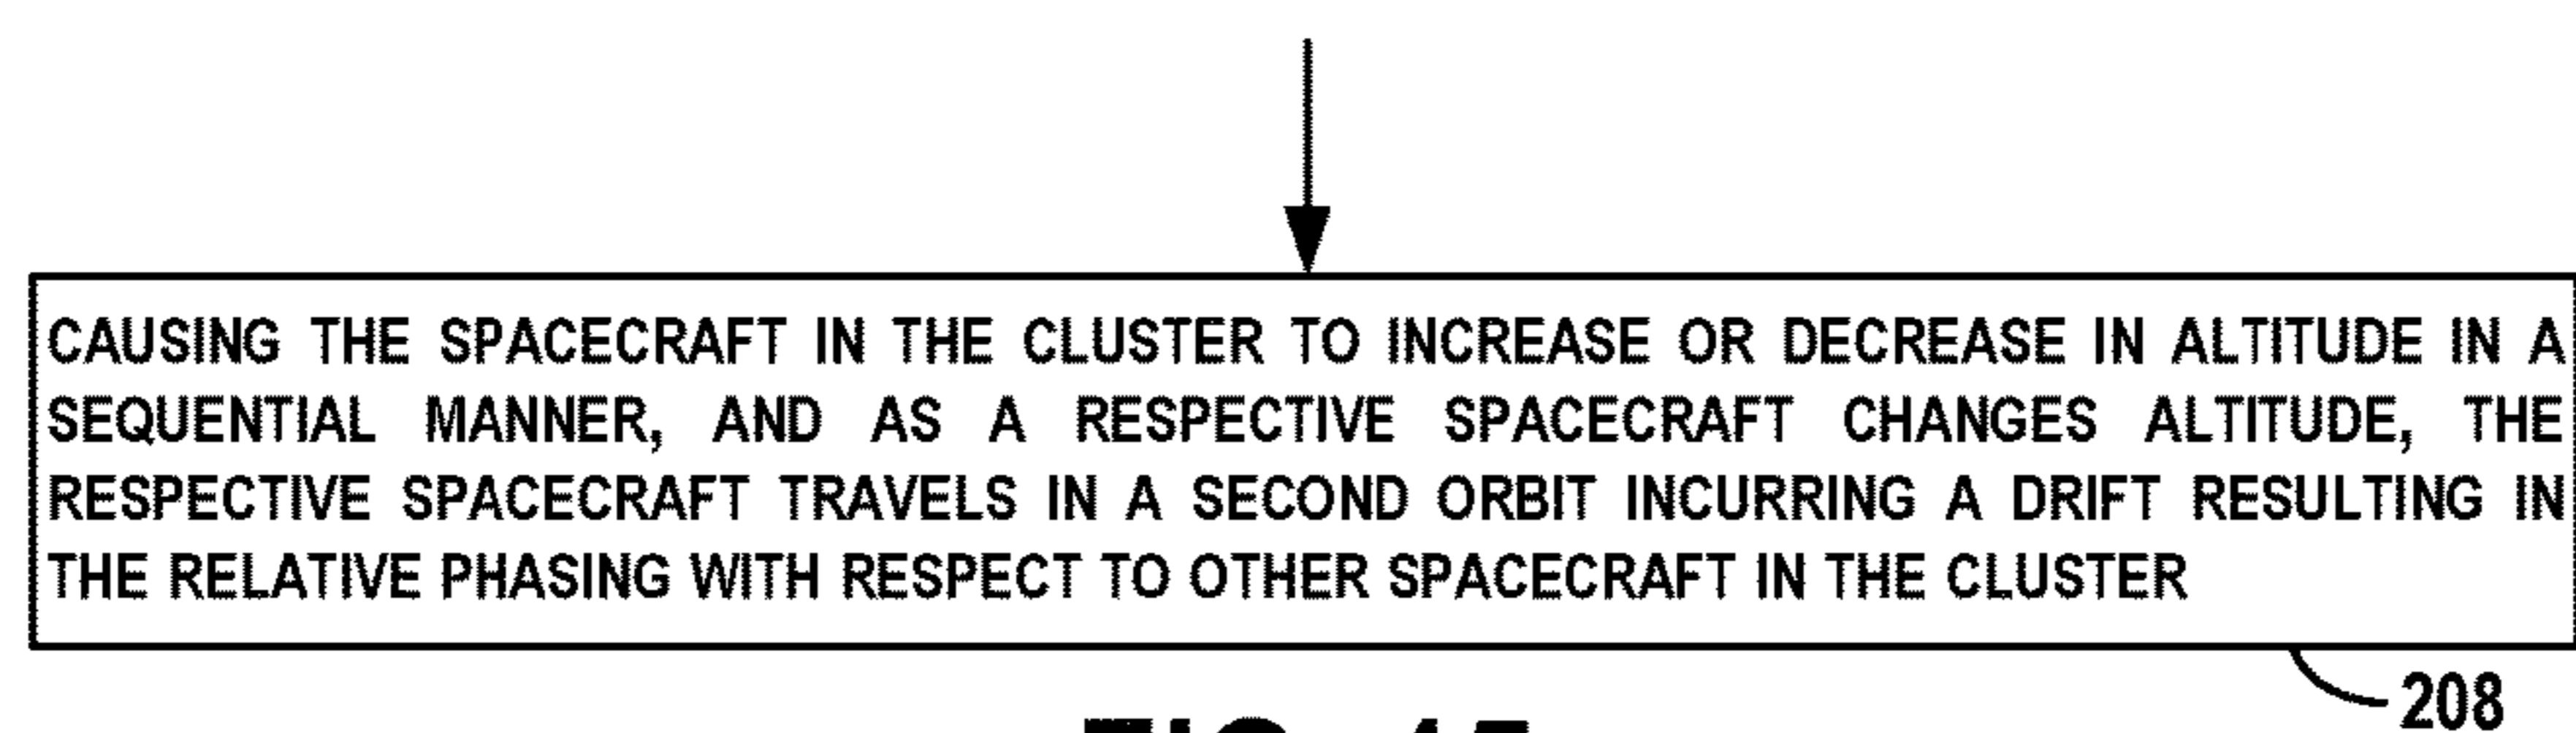 CAUSING THE SPACECRAFT IN THE CLUSTER TO INCREASE OR DECREASE IN ALTITUDE IN A
SEQUENTIAL MANNER, AND AS A RESPECTIVE SPACECRAFT CHANGES ALTITUDE, THE
RESPECTIVE SPACECRAFT TRAVELS IN A SECOND ORBIT INCURRING A DRIFT RESULTING IN
THE RELATIVE PHASING WITH RESPECT TO OTHER SPACECRAFT IN THE CLUSTER
208